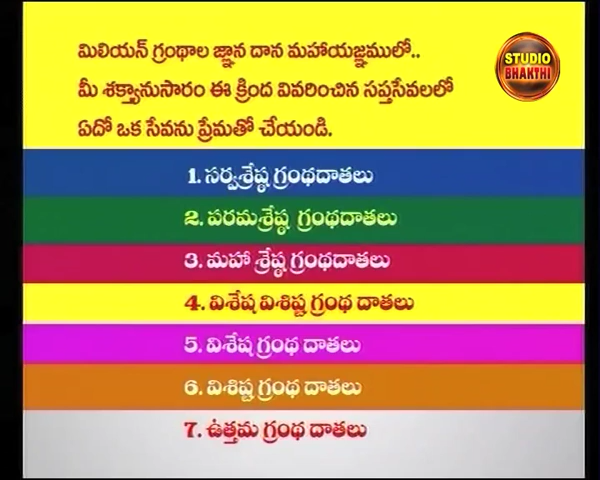 మిలియన్ గ్రంథాల జ్ఞాన దాన మహాయజ్ఞములో..
మీ శక్త్యానుసారం ఈ క్రింద వివరించిన సప్తసేవలలో
ఏదో ఒక సేవను ప్రేమతో చేయండి.
STUDIO
BHAKTHI
1. సర్వశ్రేష్ఠ గ్రంథదాతలు
2. పరమశ్రేష్ఠ గ్రంథదాతలు
3. మహా శ్రేష్ఠ గ్రంథదాతలు
4. విశేష విశిష్ట గ్రంథ దాతలు
5. విశేష గ్రంథ దాతలు
6. విశిష్ట గ్రంథ దాతలు
7. ఉత్తమ గ్రంథ దాతలు